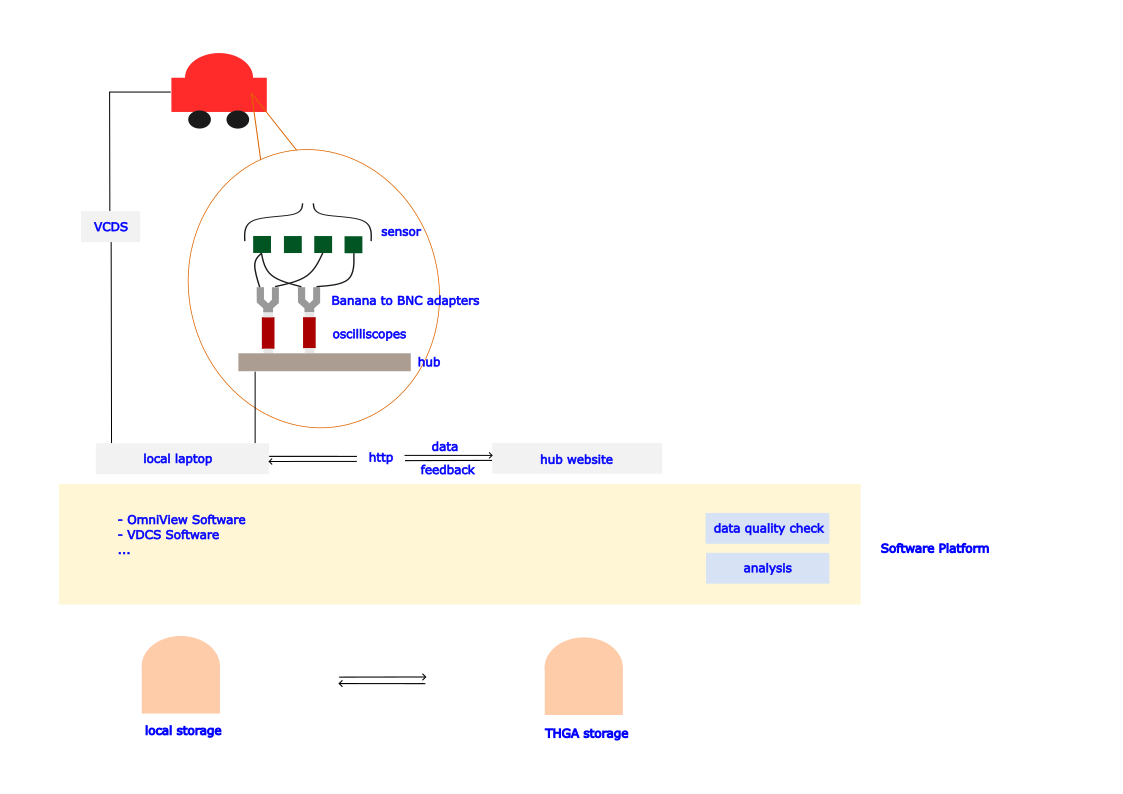 VCDS
sensor
Banana to BNC adapters
oscilliscopes
hub
local laptop
http
data
feedback
hub website
- OmniView Software
- VDCS Software
...
data quality check
analysis
Software Platform
local storage
THGA storage